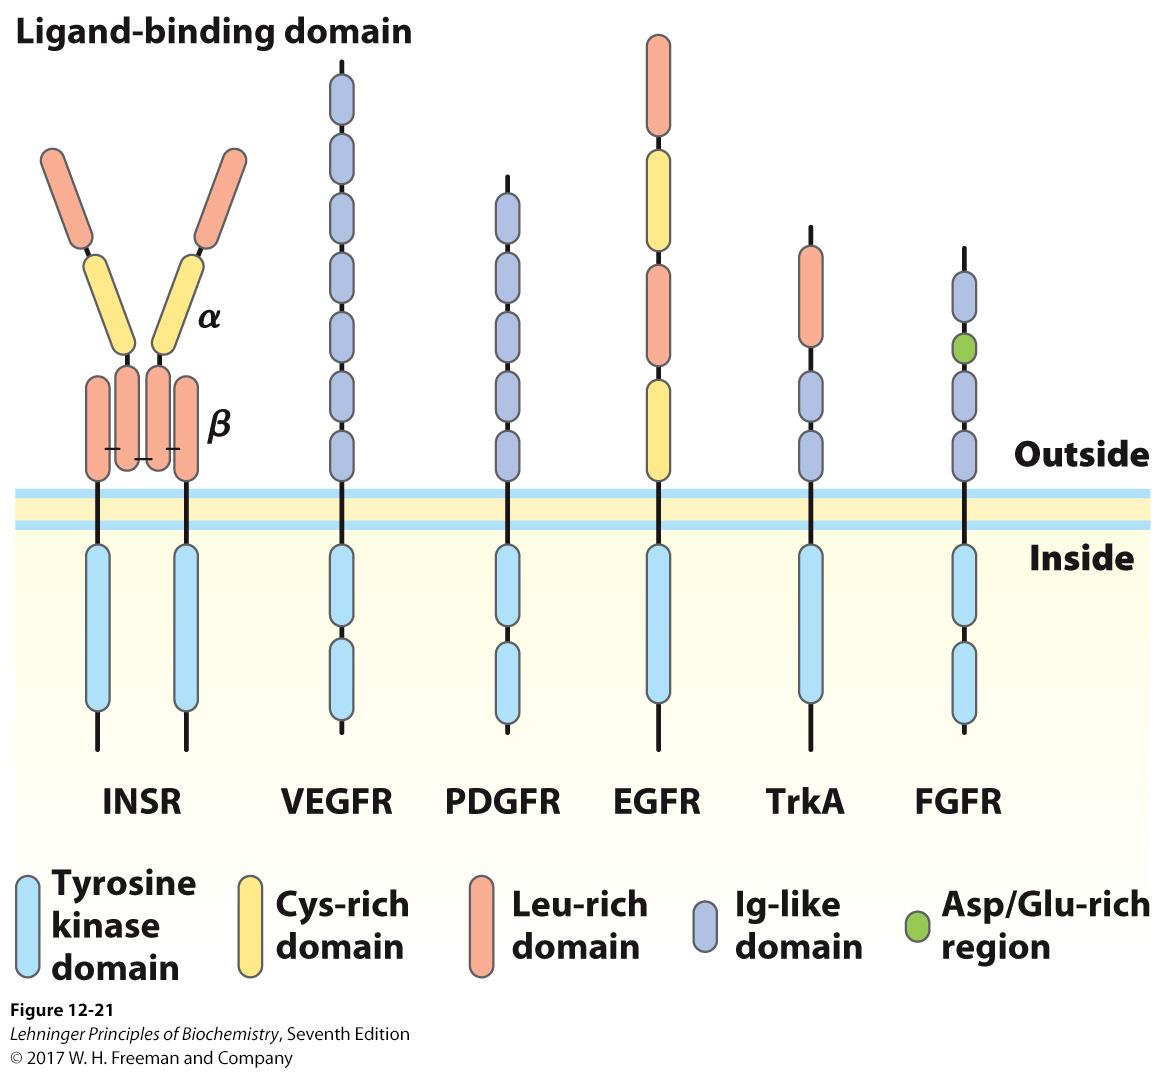 Ligand-binding domain
α
β
Outside
Inside
INSR
VEGFR
PDGFR
EGFR
TrkA
FGFR
Tyrosine
kinase
domain
Cys-rich
domain
Leu-rich
domain
Ig-like
domain
Asp/Glu-rich
region
Figure 12-21
Lehninger Principles of Biochemistry, Seventh Edition
© 2017 W. H. Freeman and Company